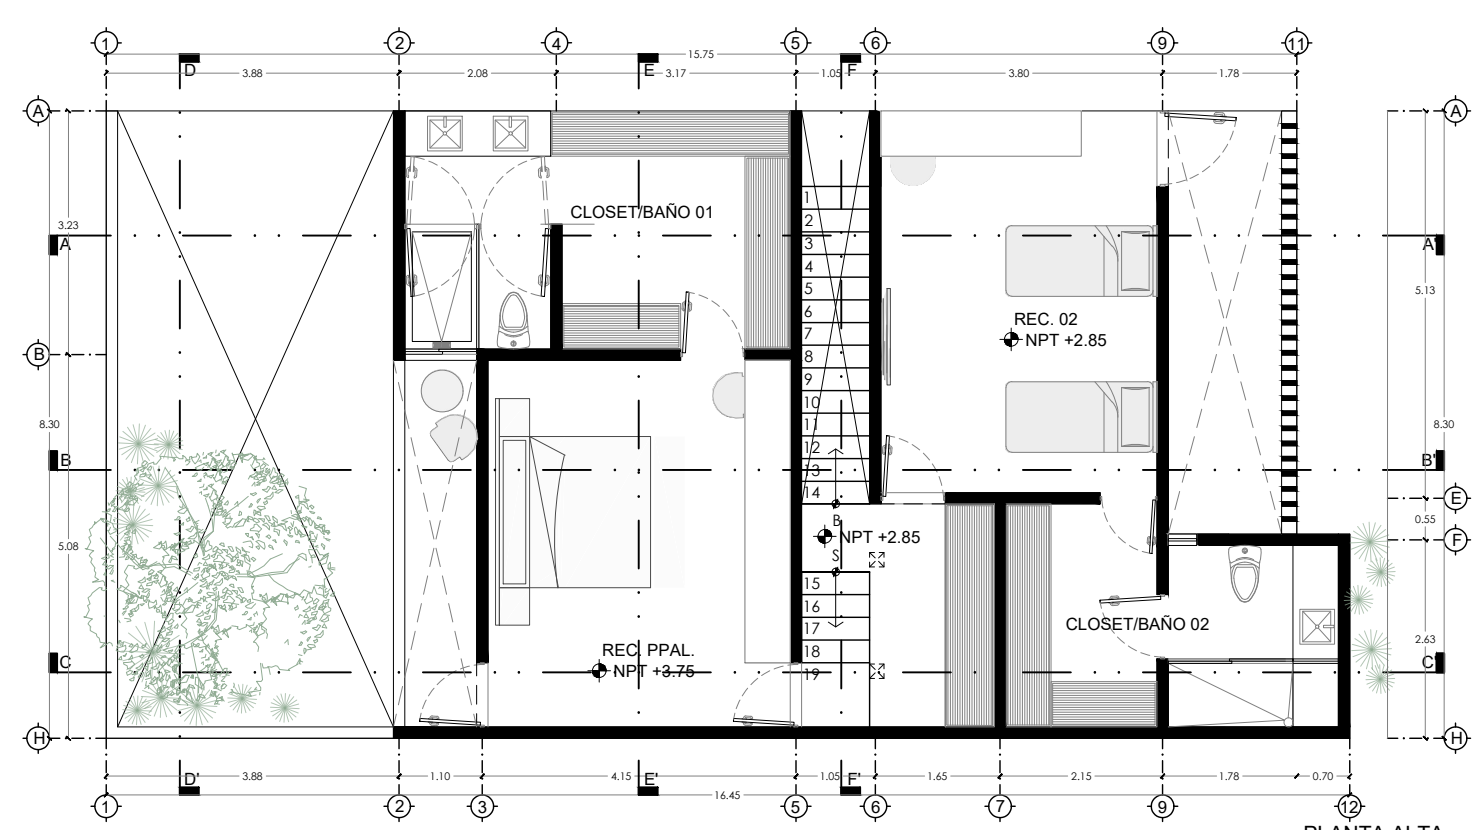 1 2 4 5 6 9 11
15.75
D E F
3.88 2.08 3.17 1.05 3.80 1.78
A A
CLOSET/BAÑO 01
1
2
3
4
5
6
7
8
9
10
11
12
13
14
3.23
A A'
5.13
REC. 02
NPT +2.85
B
8.30 8.30
B B'
E
B
0.55
NPT +2.85
F
5.08
S
15
16
17
18
19
CLOSET/BAÑO 02
2.63
REC. PPAL.
NPT +3.75
C C'
H H
D' E' F'
3.88 1.10 4.15 1.05 1.65 2.15 1.78 0.70
16.45
1 2 3 5 6 7 9 12
PLANTA ALTA